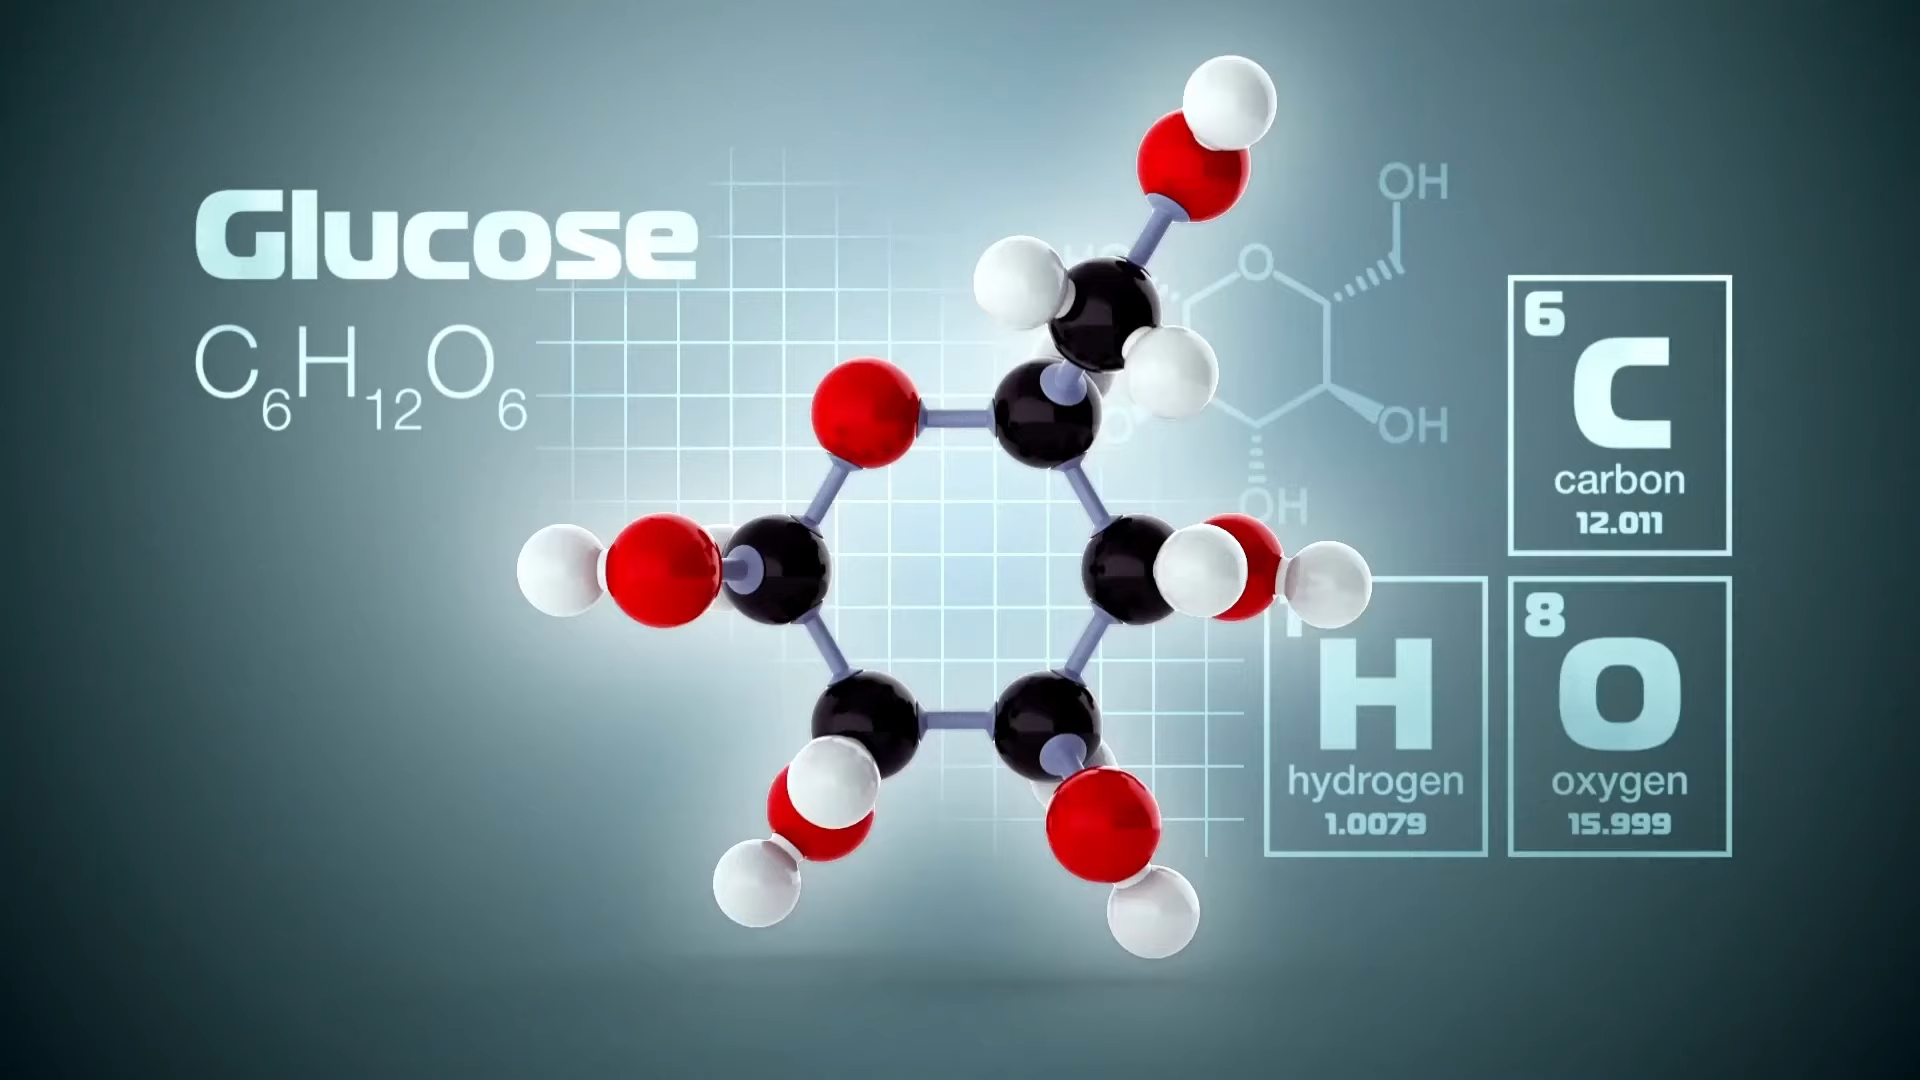 Glucose
C₆H₁₂O₆
OH
O
OH
OH
6
C
carbon
12.011
H
hydrogen
1.0079
8
O
oxygen
15.999